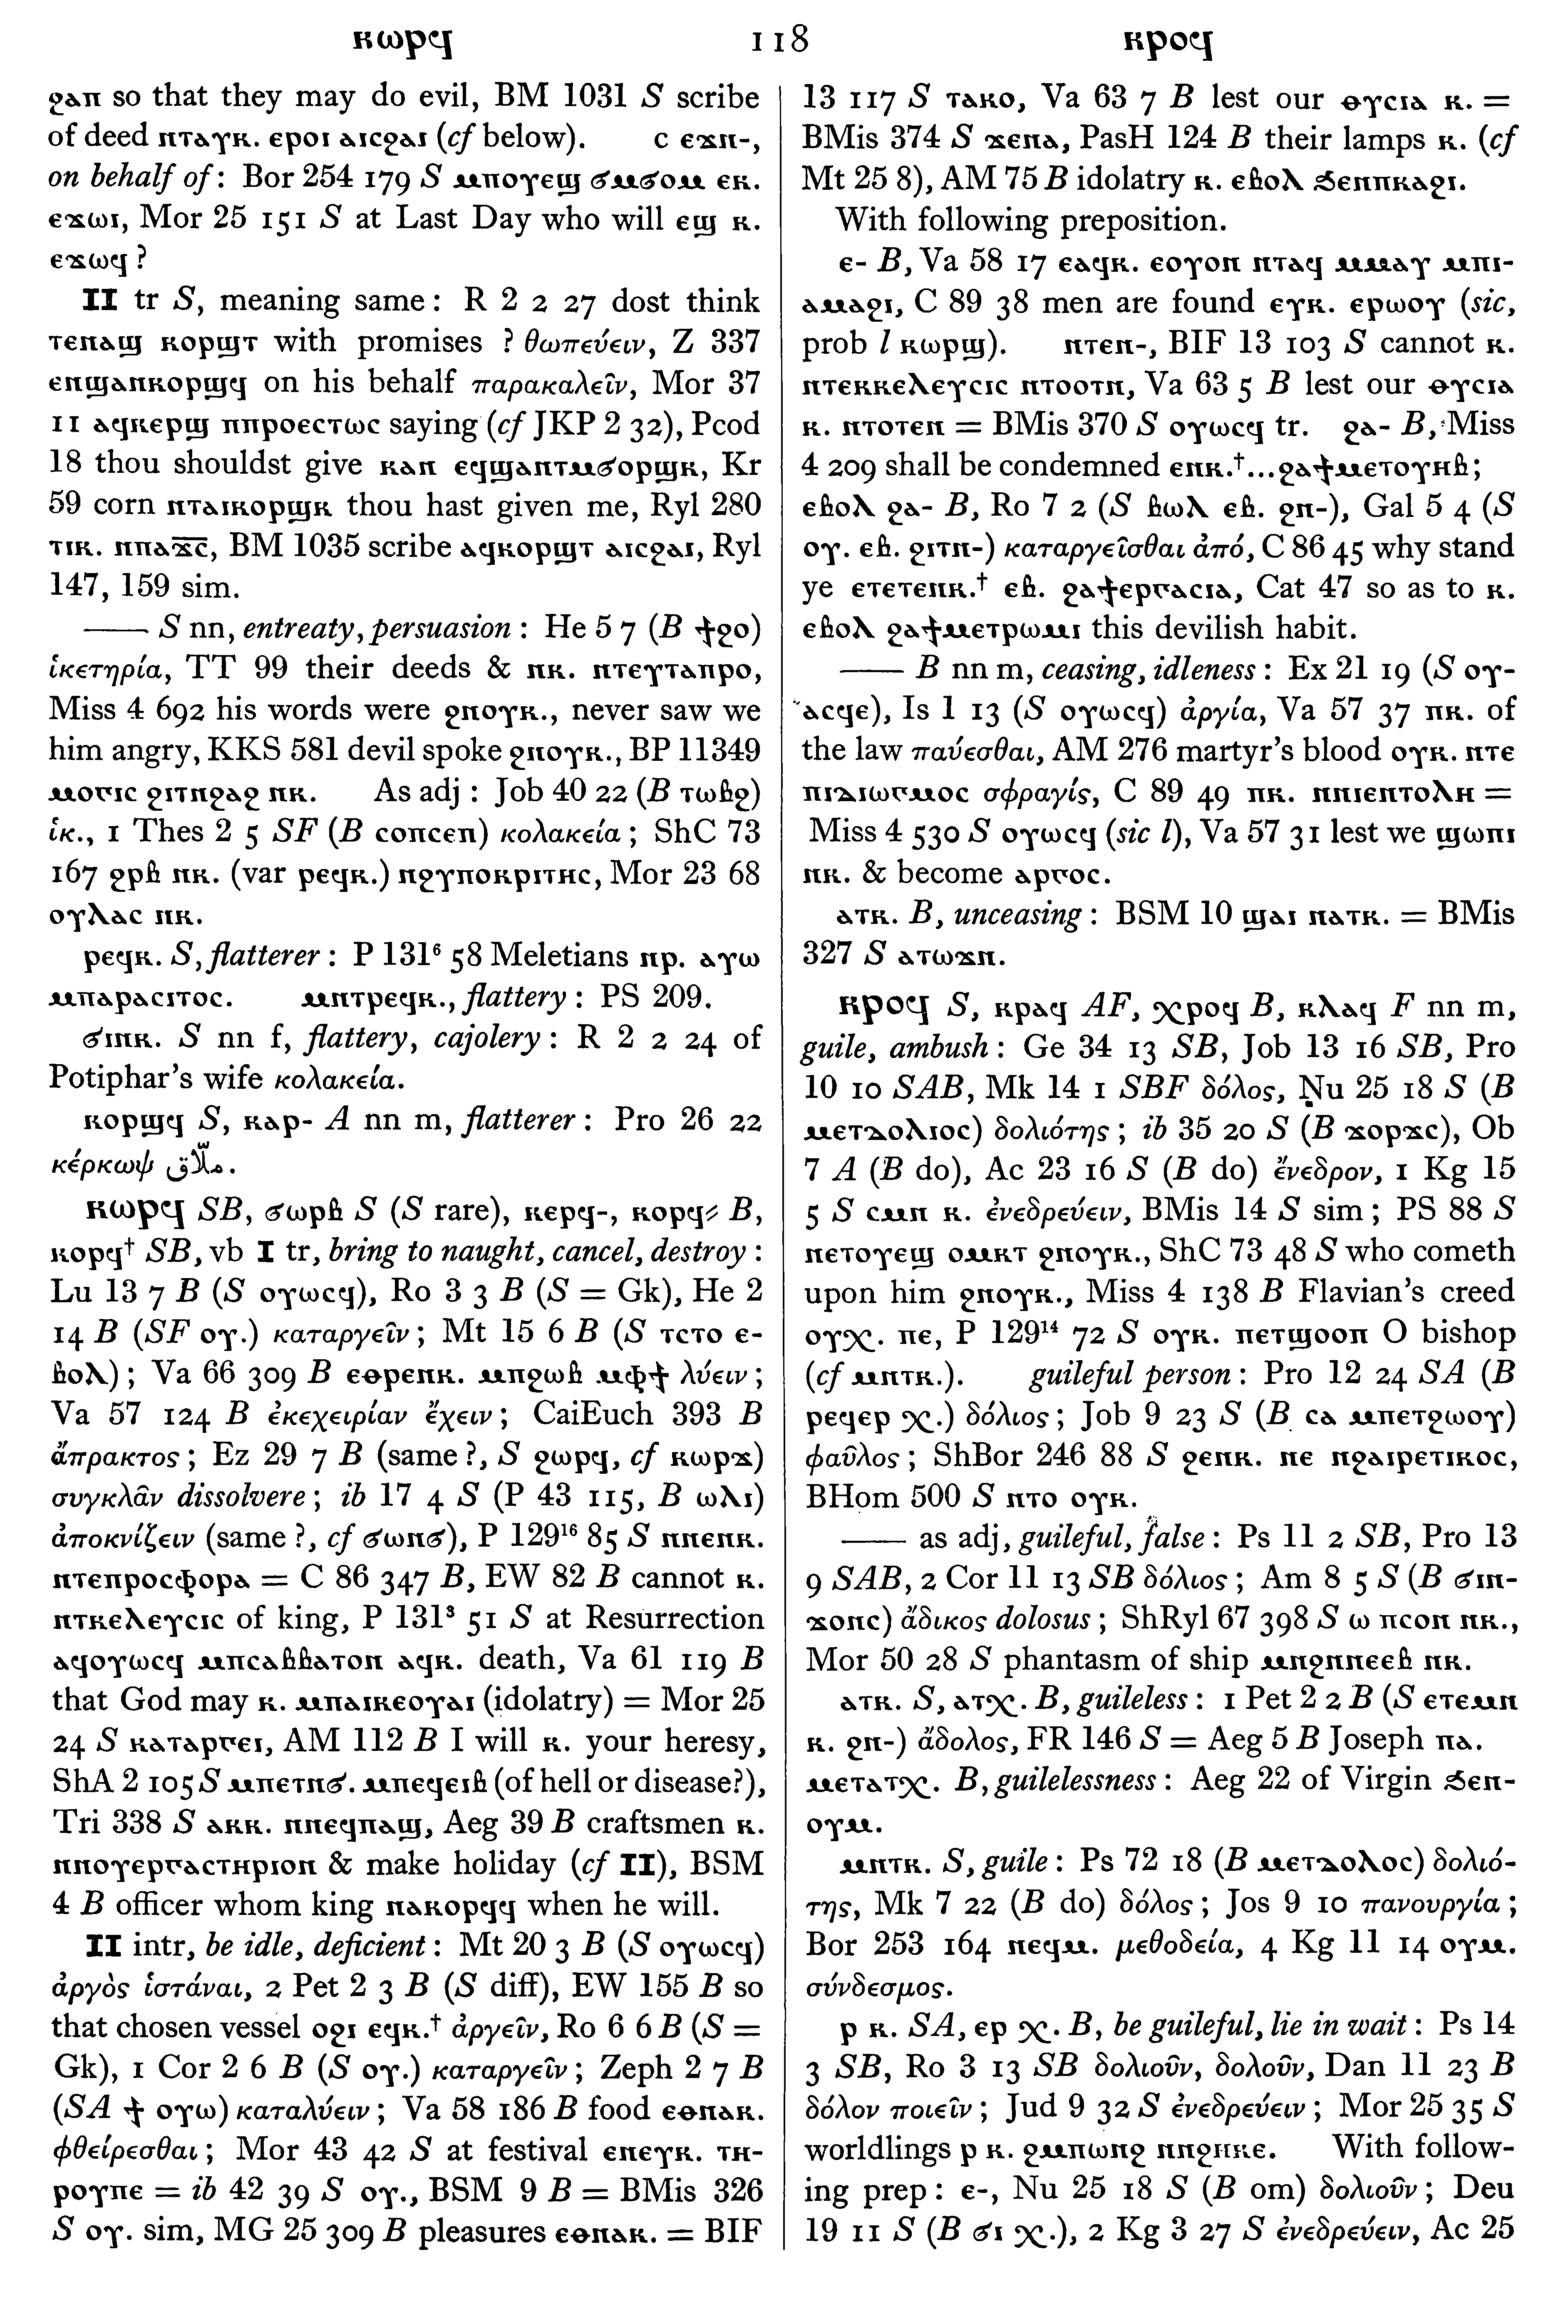 ⲕⲱⲣϥ 118 ⲕⲣⲟϥ
ϩⲁⲛ so that they may do evil, BM 1031 S scribe
of deed ⲛⲧⲁⲩⲕ. ⲉⲣⲟⲓ ⲁⲓⲥϩⲁⲓ (cf below). c ⲉϫⲛ-,
on behalf of: Bor 254 179 S ⲙⲡⲟⲩⲉϣ ϭⲙϭⲟⲙ ⲉⲕ.
ⲉϫⲱⲓ, Mor 25 151 S at Last Day who will ⲉϣ ⲕ.
ⲉϫⲱϥ?
II tr S, meaning same: R 2 2 27 dost think
ⲧⲉⲛⲁϣ ⲕⲟⲣϣⲧ with promises? θωπεύειν, Z 337
ⲉⲛϣⲁⲛⲕⲟⲣϣϥ on his behalf παρακαλεῖν, Mor 37
11 ⲁϥⲕⲉⲣϣ ⲡⲡⲣⲟⲉⲥⲧⲱⲥ saying (cf JKP 2 32), Pcod
18 thou shouldst give ⲕⲁⲛ ⲉϥϣⲁⲛⲧⲙϭⲟⲣϣⲕ, Kr
59 corn ⲛⲧⲁⲓⲕⲟⲣϣⲕ thou hast given me, Ryl 280
ⲧⲓⲕ. ⲛⲡⲁϫ̅ⲥ̅, BM 1035 scribe ⲁϥⲕⲟⲣϣⲧ ⲁⲓⲥϩⲁⲓ, Ryl
147, 159 sim.
—— S nn, entreaty, persuasion: He 5 7 (B ϯϩⲟ)
ἱκετηρία, TT 99 their deeds & ⲡⲕ. ⲛⲧⲉⲩⲧⲁⲡⲣⲟ,
Miss 4 692 his words were ϩⲛⲟⲩⲕ., never saw we
him angry, KKS 581 devil spoke ϩⲛⲟⲩⲕ., BP 11349
ⲙⲟⲅⲓⲥ ϩⲓⲧⲛϩⲁϩ ⲛⲕ. As adj: Job 40 22 (B ⲧⲱⲃϩ)
ἱκ., 1 Thes 2 5 SF (B ⲥⲟⲡⲥⲉⲛ) κολακεία; ShC 73
167 ϩⲣⲃ ⲛⲕ. (var ⲣⲉϥⲕ.) ⲛϩⲩⲡⲟⲕⲣⲓⲧⲏⲥ, Mor 23 68
ⲟⲩⲗⲁⲥ ⲛⲕ.
ⲣⲉϥⲕ. S, flatterer: P 131⁶ 58 Meletians ⲛⲣ. ⲁⲩⲱ
ⲙⲡⲁⲣⲁⲥⲓⲧⲟⲥ. ⲙⲛⲧⲣⲉϥⲕ., flattery: PS 209.
ϭⲓⲛⲕ. S nn f, flattery, cajolery: R 2 2 24 of
Potiphar's wife κολακεία.
ⲕⲟⲣϣϥ S, ⲕⲁⲣ- A nn m, flatterer: Pro 26 22
κέρκωψ ملّاق.
ⲕⲱⲣϥ SB, ϭⲱⲣⲃ S (S rare), ⲕⲉⲣϥ-, ⲕⲟⲣϥ⸗ B,
ⲕⲟⲣϥ† SB, vb I tr, bring to naught, cancel, destroy:
Lu 13 7 B (S ⲟⲩⲱⲥϥ), Ro 3 3 B (S = Gk), He 2
14 B (SF ⲟⲩ.) καταργεῖν; Mt 15 6 B (S ⲧⲥⲧⲟ ⲉ-
ⲃⲟⲗ); Va 66 309 B ⲉⲑⲣⲉⲛⲕ. ⲙⲡϩⲱⲃ ⲙⲫϯ λύειν;
Va 57 124 B ἐκεχειρίαν ἔχειν; CaiEuch 393 B
ἄπρακτος; Ez 29 7 B (same?, S ϩⲱⲣϥ, cf ⲕⲱⲣϫ)
συγκλᾶν dissolvere; ib 17 4 S (P 43 115, B ⲱⲗⲓ)
ἀποκνίζειν (same?, cf ϭⲱⲛϭ), P 129¹⁶ 85 S ⲛⲛⲉⲛⲕ.
ⲛⲧⲉⲡⲣⲟⲥⲫⲟⲣⲁ = C 86 347 B, EW 82 B cannot ⲕ.
ⲛⲧⲕⲉⲗⲉⲩⲥⲓⲥ of king, P 131³ 51 S at Resurrection
ⲁϥⲟⲩⲱⲥϥ ⲙⲡⲥⲁⲃⲃⲁⲧⲟⲛ ⲁϥⲕ. death, Va 61 119 B
that God may ⲕ. ⲙⲡⲁⲓⲕⲉⲟⲩⲁⲓ (idolatry) = Mor 25
24 S ⲕⲁⲧⲁⲣⲅⲉⲓ, AM 112 B I will ⲕ. your heresy,
ShA 2 105 S ⲙⲡⲉⲧⲛϭ. ⲙⲡⲉϥⲉⲓⲃ (of hell or disease?),
Tri 338 S ⲁⲕⲕ. ⲛⲛⲉϥⲛⲁϣ, Aeg 39 B craftsmen ⲕ.
ⲛⲛⲟⲩⲉⲣⲅⲁⲥⲧⲏⲣⲓⲟⲛ & make holiday (cf II), BSM
4 B officer whom king ⲛⲁⲕⲟⲣϥϥ when he will.
II intr, be idle, deficient: Mt 20 3 B (S ⲟⲩⲱⲥϥ)
ἀργὸς ἱστάναι, 2 Pet 2 3 B (S diff), EW 155 B so
that chosen vessel ⲟϩⲓ ⲉϥⲕ.† ἀργεῖν, Ro 6 6 B (S =
Gk), 1 Cor 2 6 B (S ⲟⲩ.) καταργεῖν; Zeph 2 7 B
(SA ϯ ⲟⲩⲱ) καταλύειν; Va 58 186 B food ⲉⲑⲛⲁⲕ.
φθείρεσθαι; Mor 43 42 S at festival ⲉⲛⲉⲩⲕ. ⲧⲏ-
ⲣⲟⲩⲡⲉ = ib 42 39 S ⲟⲩ., BSM 9 B = BMis 326
S ⲟⲩ. sim, MG 25 309 B pleasures ⲉⲑⲛⲁⲕ. = BIF
13 117 S ⲧⲁⲕⲟ, Va 63 7 B lest our ⲑⲩⲥⲓⲁ ⲕ. =
BMis 374 S ϫⲉⲛⲁ, PasH 124 B their lamps ⲕ. (cf
Mt 25 8), AM 75 B idolatry ⲕ. ⲉⲃⲟⲗ ϧⲉⲛⲡⲕⲁϩⲓ.
With following preposition.
ⲉ- B, Va 58 17 ⲉⲁϥⲕ. ⲉⲟⲩⲟⲛ ⲛⲧⲁϥ ⲙⲙⲁⲩ ⲙⲡⲓ-
ⲁⲙⲁϩⲓ, C 89 38 men are found ⲉⲩⲕ. ⲉⲣⲱⲟⲩ (sic,
prob l ⲕⲱⲣϣ). ⲛⲧⲉⲛ-, BIF 13 103 S cannot ⲕ.
ⲛⲧⲉⲕⲕⲉⲗⲉⲩⲥⲓⲥ ⲛⲧⲟⲟⲧⲛ, Va 63 5 B lest our ⲑⲩⲥⲓⲁ
ⲕ. ⲛⲧⲟⲧⲉⲛ = BMis 370 S ⲟⲩⲱⲥϥ tr. ϩⲁ- B, Miss
4 209 shall be condemned ⲉⲛⲕ.†...ϩⲁϯⲙⲉⲧⲟⲩⲏⲃ;
ⲉⲃⲟⲗ ϩⲁ- B, Ro 7 2 (S ⲃⲱⲗ ⲉⲃ. ϩⲛ-), Gal 5 4 (S
ⲟⲩ. ⲉⲃ. ϩⲓⲧⲛ-) καταργεῖσθαι ἀπό, C 86 45 why stand
ye ⲉⲧⲉⲧⲉⲛⲕ.† ⲉⲃ. ϩⲁϯⲉⲣⲅⲁⲥⲓⲁ, Cat 47 so as to ⲕ.
ⲉⲃⲟⲗ ϩⲁϯⲙⲉⲧⲣⲱⲙⲓ this devilish habit.
—— B nn m, ceasing, idleness: Ex 21 19 (S ⲟⲩ-
ⲁⲥϥⲉ), Is 1 13 (S ⲟⲩⲱⲥϥ) ἀργία, Va 57 37 ⲡⲕ. of
the law παύεσθαι, AM 276 martyr's blood ⲟⲩⲕ. ⲛⲧⲉ
ⲡⲓⲇⲓⲱⲅⲙⲟⲥ σφραγίς, C 89 49 ⲡⲕ. ⲛⲛⲓⲉⲛⲧⲟⲗⲏ =
Miss 4 530 S ⲟⲩⲱⲥϥ (sic l), Va 57 31 lest we ϣⲱⲡⲓ
ⲛⲕ. & become ⲁⲣⲅⲟⲥ.
ⲁⲧⲕ. B, unceasing: BSM 10 ϣⲁⲓ ⲛⲁⲧⲕ. = BMis
327 S ⲁⲧⲱϫⲛ.
ⲕⲣⲟϥ S, ⲕⲣⲁϥ AF, ⲭⲣⲟϥ B, ⲕⲗⲁϥ F nn m,
guile, ambush: Ge 34 13 SB, Job 13 16 SB, Pro
10 10 SAB, Mk 14 1 SBF δόλος, Nu 25 18 S (B
ⲙⲉⲧⲇⲟⲗⲓⲟⲥ) δολιότης; ib 35 20 S (B ϫⲟⲣϫⲥ), Ob
7 A (B do), Ac 23 16 S (B do) ἔνεδρον, 1 Kg 15
5 S ⲥⲙⲛ ⲕ. ἐνεδρεύειν, BMis 14 S sim; PS 88 S
ⲡⲉⲧⲟⲩⲉϣ ⲟⲙⲕⲧ ϩⲛⲟⲩⲕ., ShC 73 48 S who cometh
upon him ϩⲛⲟⲩⲕ., Miss 4 138 B Flavian's creed
ⲟⲩⲭ. ⲡⲉ, P 129¹⁴ 72 S ⲟⲩⲕ. ⲡⲉⲧϣⲟⲟⲡ O bishop
(cf ⲙⲛⲧⲕ.). guileful person: Pro 12 24 SA (B
ⲣⲉϥⲉⲣ ⲭ.) δόλιος; Job 9 23 S (B ⲥⲁ ⲙⲡⲉⲧϩⲱⲟⲩ)
φαῦλος; ShBor 246 88 S ϩⲉⲛⲕ. ⲛⲉ ⲛϩⲁⲓⲣⲉⲧⲓⲕⲟⲥ,
BHom 500 S ⲛⲧⲟ ⲟⲩⲕ.
—— as adj, guileful, false: Ps 11 2 SB, Pro 13
9 SAB, 2 Cor 11 13 SB δόλιος; Am 8 5 S (B ϭⲓⲛ-
ϫⲟⲛⲥ) ἄδικος dolosus; ShRyl 67 398 S ⲱ ⲡⲥⲟⲛ ⲛⲕ.,
Mor 50 28 S phantasm of ship ⲙⲛϩⲛⲛⲉⲉⲃ ⲛⲕ.
ⲁⲧⲕ. S, ⲁⲧⲭ. B, guileless: 1 Pet 2 2 B (S ⲉⲧⲉⲙⲛ
ⲕ. ϩⲛ-) ἄδολος, FR 146 S = Aeg 5 B Joseph ⲡⲁ.
ⲙⲉⲧⲁⲧⲭ. B, guilelessness: Aeg 22 of Virgin ϧⲉⲛ-
ⲟⲩⲙ.
ⲙⲛⲧⲕ. S, guile: Ps 72 18 (B ⲙⲉⲧⲇⲟⲗⲟⲥ) δολιό-
της, Mk 7 22 (B do) δόλος; Jos 9 10 πανουργία;
Bor 253 164 ⲡⲉϥⲙ. μεθοδεία, 4 Kg 11 14 ⲟⲩⲙ.
σύνδεσμος.
ⲣ ⲕ. SA, ⲉⲣ ⲭ. B, be guileful, lie in wait: Ps 14
3 SB, Ro 3 13 SB δολιοῦν, δολοῦν, Dan 11 23 B
δόλον ποιεῖν; Jud 9 32 S ἐνεδρεύειν; Mor 25 35 S
worldlings ⲣ ⲕ. ϩⲙⲡⲱⲛϩ ⲛⲛϩⲏⲕⲉ. With follow-
ing prep: ⲉ-, Nu 25 18 S (B om) δολιοῦν; Deu
19 11 S (B ϭⲓ ⲭ.), 2 Kg 3 27 S ἐνεδρεύειν, Ac 25